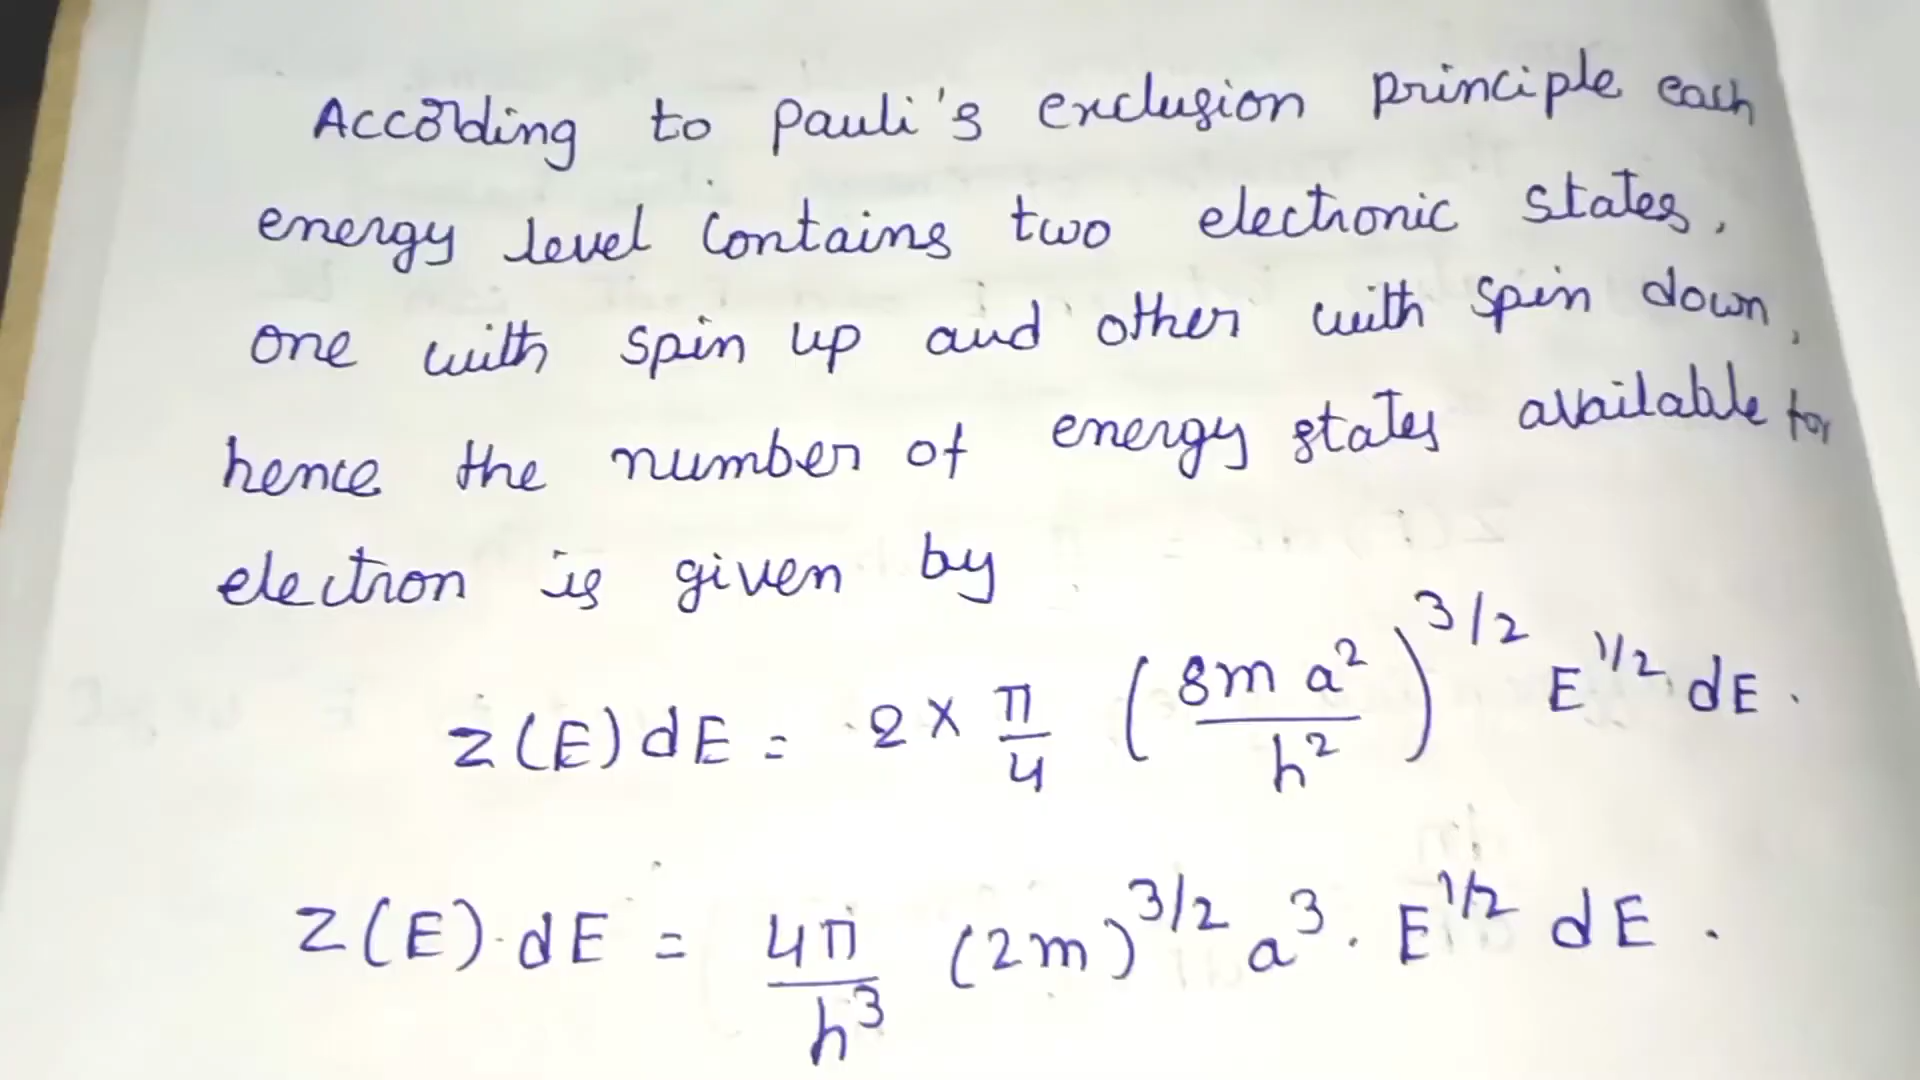 According to Pauli's exclusion principle each
energy level contains two electronic states,
one with spin up and other with spin down,
hence the number of energy states available for
electron is given by
Z(E)dE = 2 × π/4 (8m a²/h²)^3/2 E^1/2 dE.
Z(E)·dE = 4π/h³ (2m)^3/2 a³. E^1/2 dE.